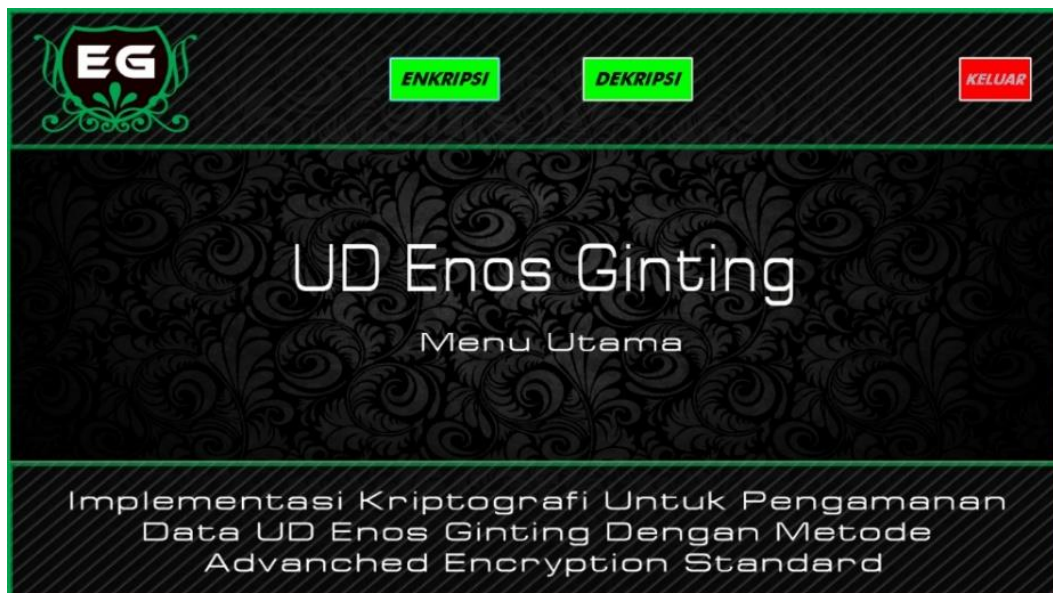 EG
ENKRIPSI
DEKRIPSI
KELUAR
UD Enos Ginting
Menu Utama
Implementasi Kriptografi Untuk Pengamanan
Data UD Enos Ginting Dengan Metode
Advanched Encryption Standard